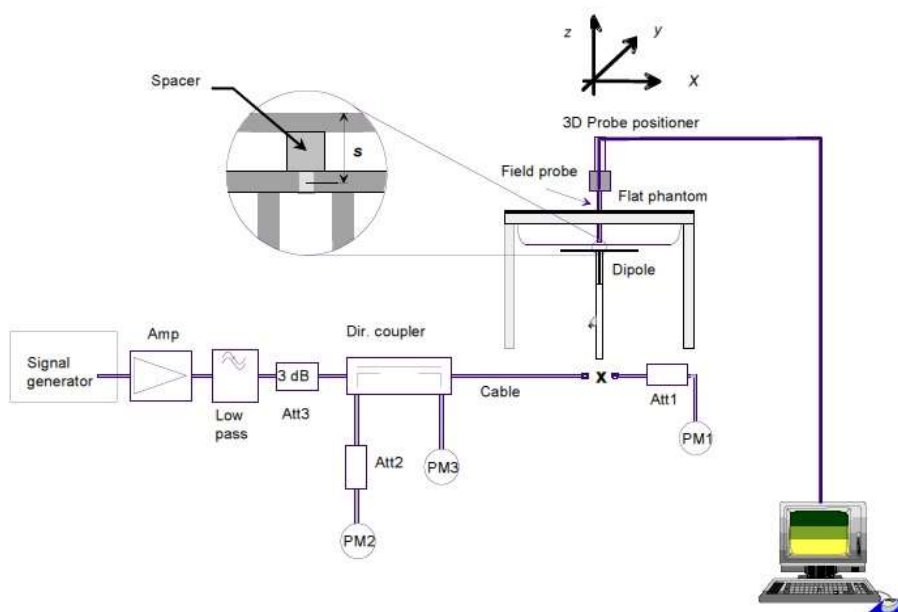 z
y
x
Spacer
s
3D Probe positioner
Field probe
Flat phantom
Dipole
Signal
generator
Amp
Low
pass
3 dB
Att3
Dir. coupler
Cable
X
Att1
PM1
Att2
PM3
PM2